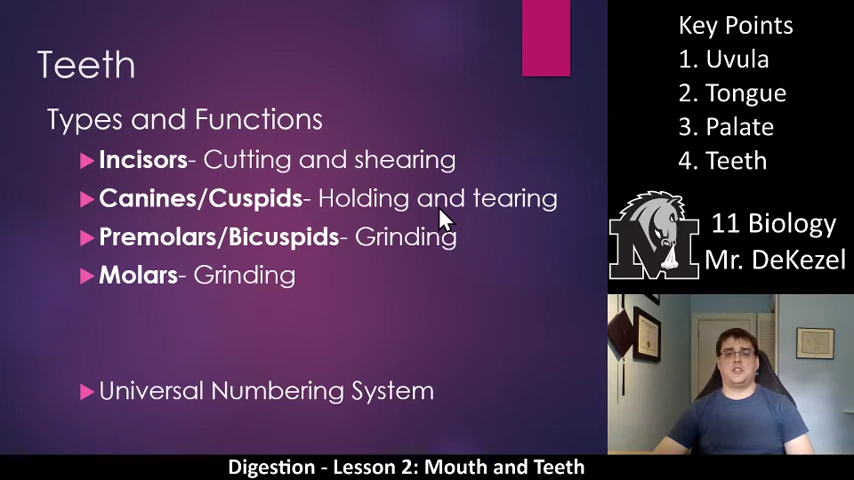 Teeth
Types and Functions
Incisors- Cutting and shearing
Canines/Cuspids- Holding and tearing
Premolars/Bicuspids- Grinding
Molars- Grinding
Universal Numbering System
Key Points
1. Uvula
2. Tongue
3. Palate
4. Teeth
M
11 Biology
Mr. DeKezel
Digestion - Lesson 2: Mouth and Teeth